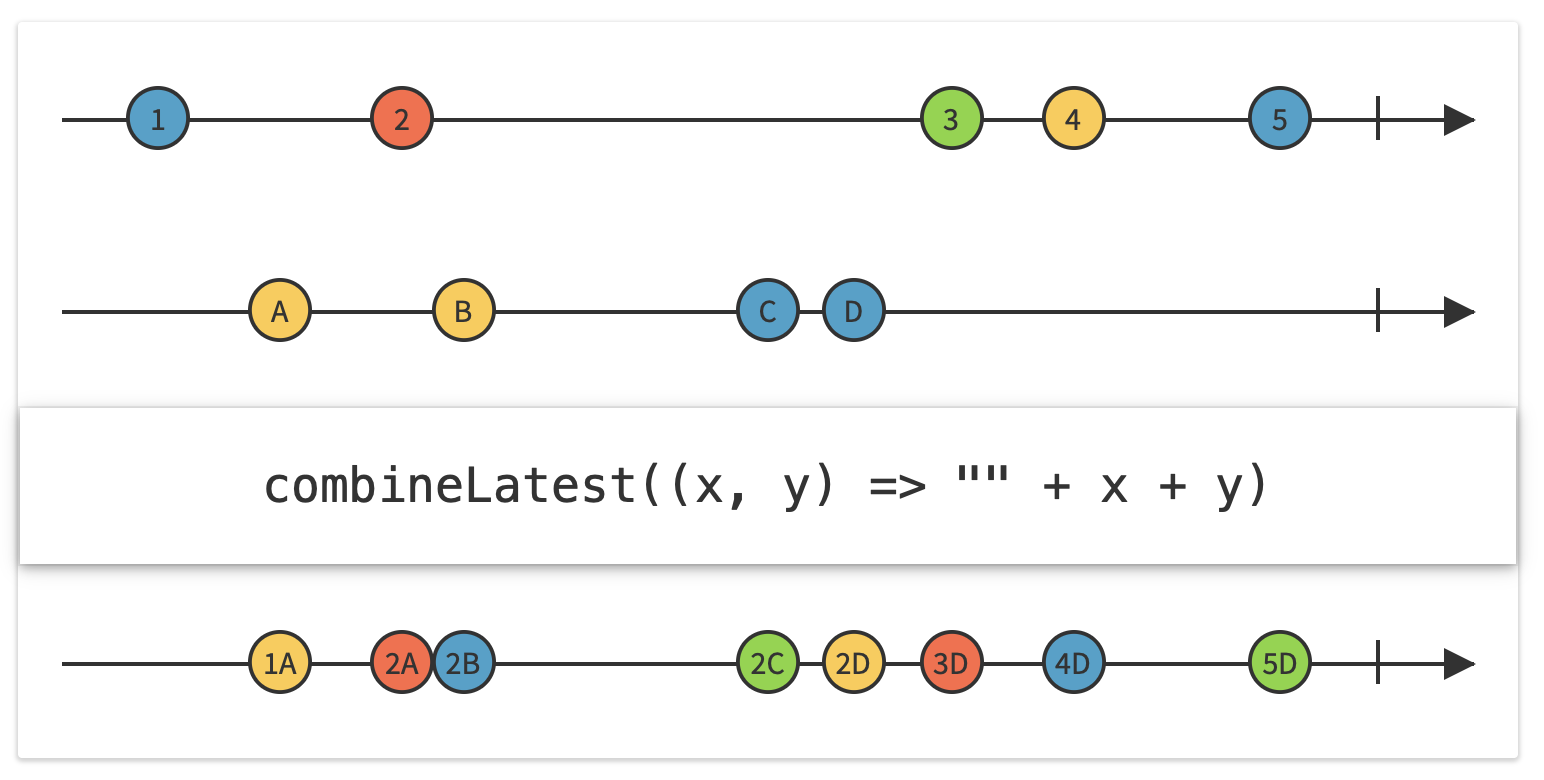 1 2 3 4 5
A B C D
combineLatest((x, y) => "" + x + y)
1A 2A 2B 2C 2D 3D 4D 5D